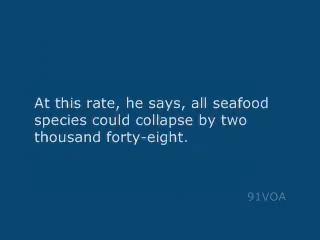 At this rate, he says, all seafood
species could collapse by two
thousand forty-eight.
91VOA